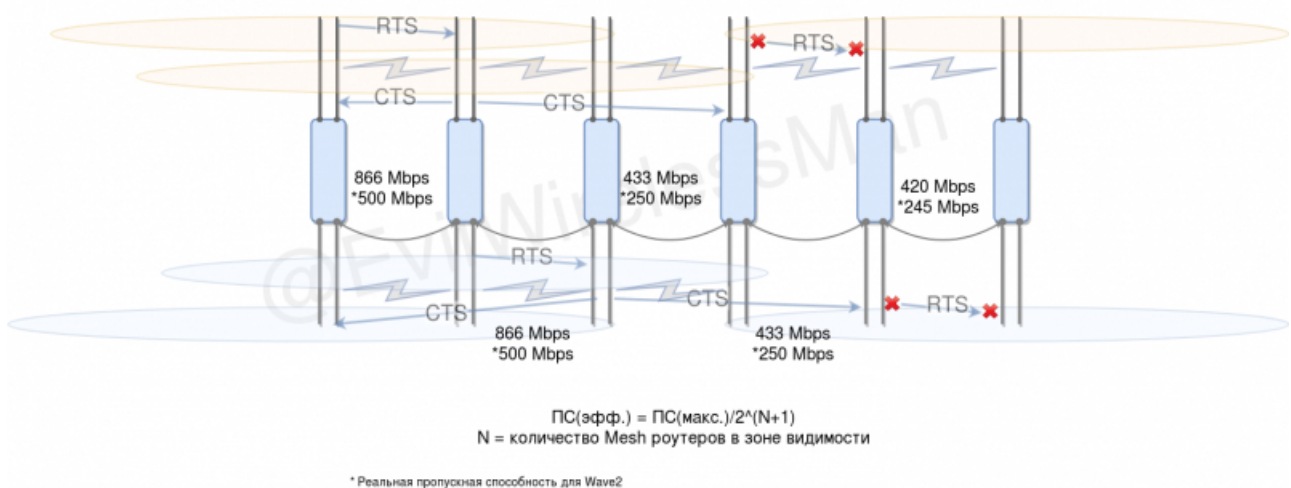 RTS
RTS
CTS
CTS
866 Mbps
*500 Mbps
433 Mbps
*250 Mbps
420 Mbps
*245 Mbps
@EvilWirelessMan
RTS
CTS
CTS
RTS
866 Mbps
*500 Mbps
433 Mbps
*250 Mbps
ПС(эфф.) = ПС(макс.)/2^(N+1)
N = количество Mesh роутеров в зоне видимости
* Реальная пропускная способность для Wave2